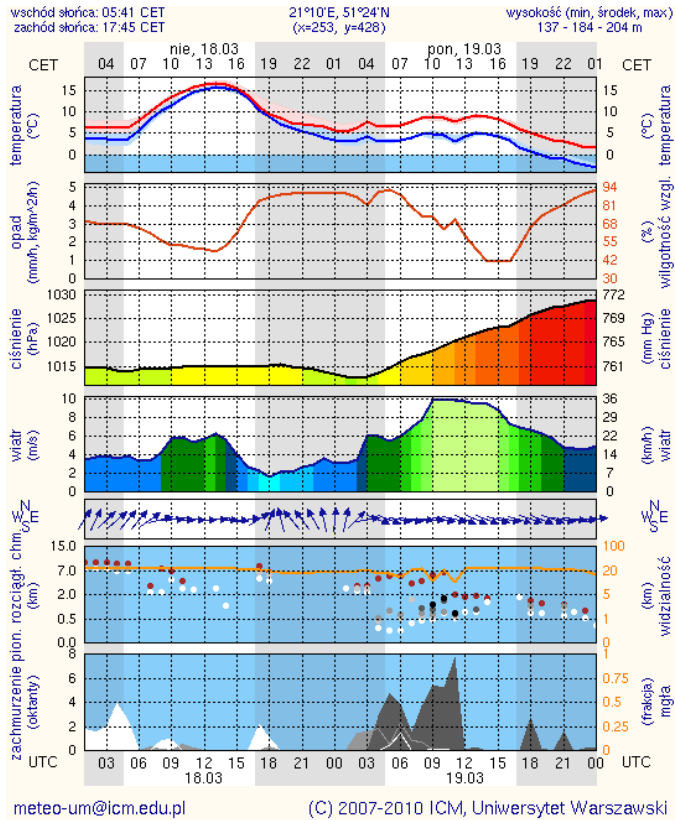 wschód słońca: 05:41 CET 21°10'E, 51°24'N wysokość (min, środek, max)
zachód słońca: 17:45 CET (x=253, y=428) 137 - 184 - 204 m
nie, 18.03 pon, 19.03
CET 04 07 10 13 16 19 22 01 04 07 10 13 16 19 22 01 CET
temperatura (°C) 15 10 5 0 15 10 5 0 temperatura (°C)
opad (mm/h, kg/m^2/h) 5 4 3 2 1 0 94 81 68 55 42 30 (%) wilgotność wzgl.
ciśnienie (hPa) 1030 1025 1020 1015 772 769 765 761 (mm Hg) ciśnienie
wiatr (m/s) 10 8 6 4 2 0 36 29 22 14 7 0 (km/h) wiatr
N W E S N W E S
pion. rozciągł. chm. (km) 15.0 7.0 2.0 0.5 0.0 100 20 5 1 0 (km) widzialność
zachmurzenie (oktanty) 8 6 4 2 0 1 0.75 0.5 0.25 0 (frakcja) mgła
UTC 03 06 09 12 15 18 21 00 03 06 09 12 15 18 21 00 UTC
18.03 19.03
meteo-um@icm.edu.pl (C) 2007-2010 ICM, Uniwersytet Warszawski